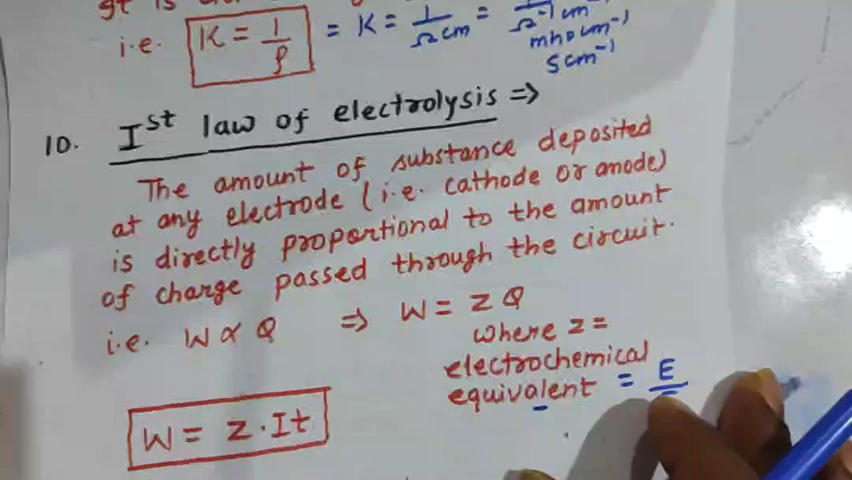 gt is
i.e. K = 1/ρ = K = 1/Ωcm = Ω⁻¹cm⁻¹
mho cm⁻¹
S cm⁻¹
10. Iˢᵗ law of electrolysis ⇒
The amount of substance deposited
at any electrode (i.e. cathode or anode)
is directly proportional to the amount
of charge passed through the circuit.
i.e. W ∝ Q ⇒ W = Z Q
where z =
electrochemical
equivalent = E/
W = Z·It